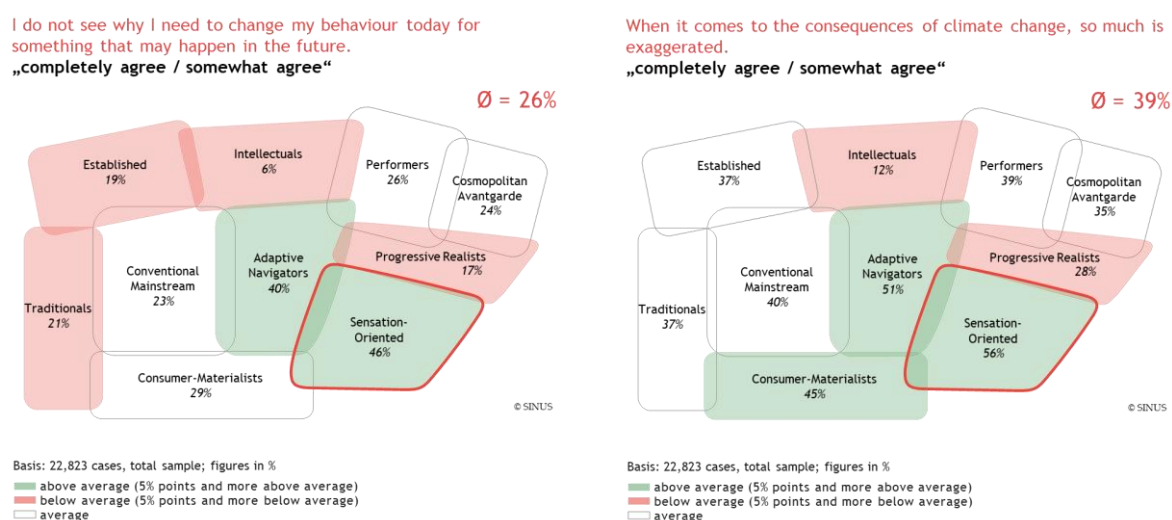 I do not see why I need to change my behaviour today for
something that may happen in the future.
„completely agree / somewhat agree“
Ø = 26%
Established
19%
Intellectuals
6%
Performers
26%
Cosmopolitan
Avantgarde
24%
Traditionals
21%
Conventional
Mainstream
23%
Adaptive
Navigators
40%
Progressive Realists
17%
Sensation-
Oriented
46%
Consumer-Materialists
29%
© SINUS
Basis: 22,823 cases, total sample; figures in %
above average (5% points and more above average)
below average (5% points and more below average)
average
When it comes to the consequences of climate change, so much is
exaggerated.
„completely agree / somewhat agree“
Ø = 39%
Established
37%
Intellectuals
12%
Performers
39%
Cosmopolitan
Avantgarde
35%
Traditionals
37%
Conventional
Mainstream
40%
Adaptive
Navigators
51%
Progressive Realists
28%
Sensation-
Oriented
56%
Consumer-Materialists
45%
© SINUS
Basis: 22,823 cases, total sample; figures in %
above average (5% points and more above average)
below average (5% points and more below average)
average